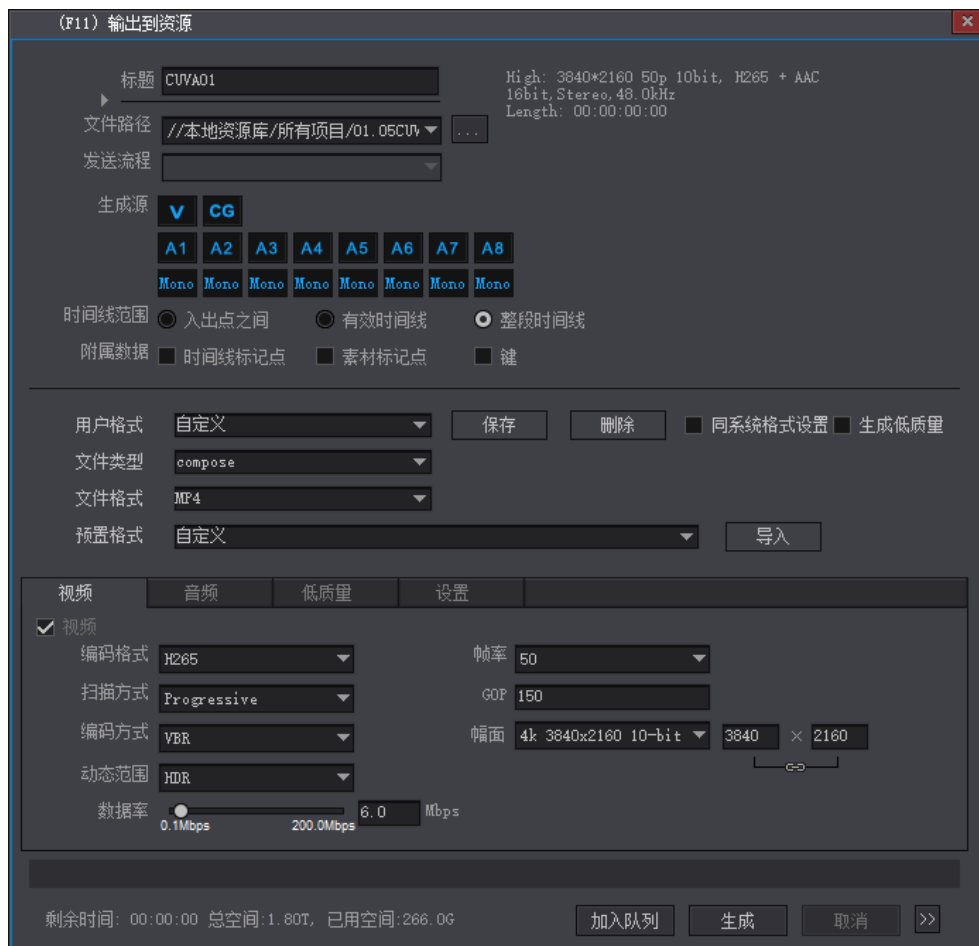 (F11) 输出到资源
标题 CUVA01
High: 3840*2160 50p 10bit, H265 + AAC
16bit,Stereo,48.0kHz
Length: 00:00:00:00
文件路径 //本地资源库/所有项目/01.05CUV ...
发送流程
生成源 V CG
A1 A2 A3 A4 A5 A6 A7 A8
Mono Mono Mono Mono Mono Mono Mono Mono
时间线范围 入出点之间 有效时间线 整段时间线
附属数据 时间线标记点 素材标记点 键
用户格式 自定义 保存 删除 同系统格式设置 生成低质量
文件类型 compose
文件格式 MP4
预置格式 自定义 导入
视频 音频 低质量 设置
视频
编码格式 H265 帧率 50
扫描方式 Progressive GOP 150
编码方式 VBR 幅面 4k 3840x2160 10-bit 3840 × 2160
动态范围 HDR
数据率 6.0 Mbps
0.1Mbps 200.0Mbps
剩余时间: 00:00:00 总空间:1.80T, 已用空间:266.0G 加入队列 生成 取消 >>